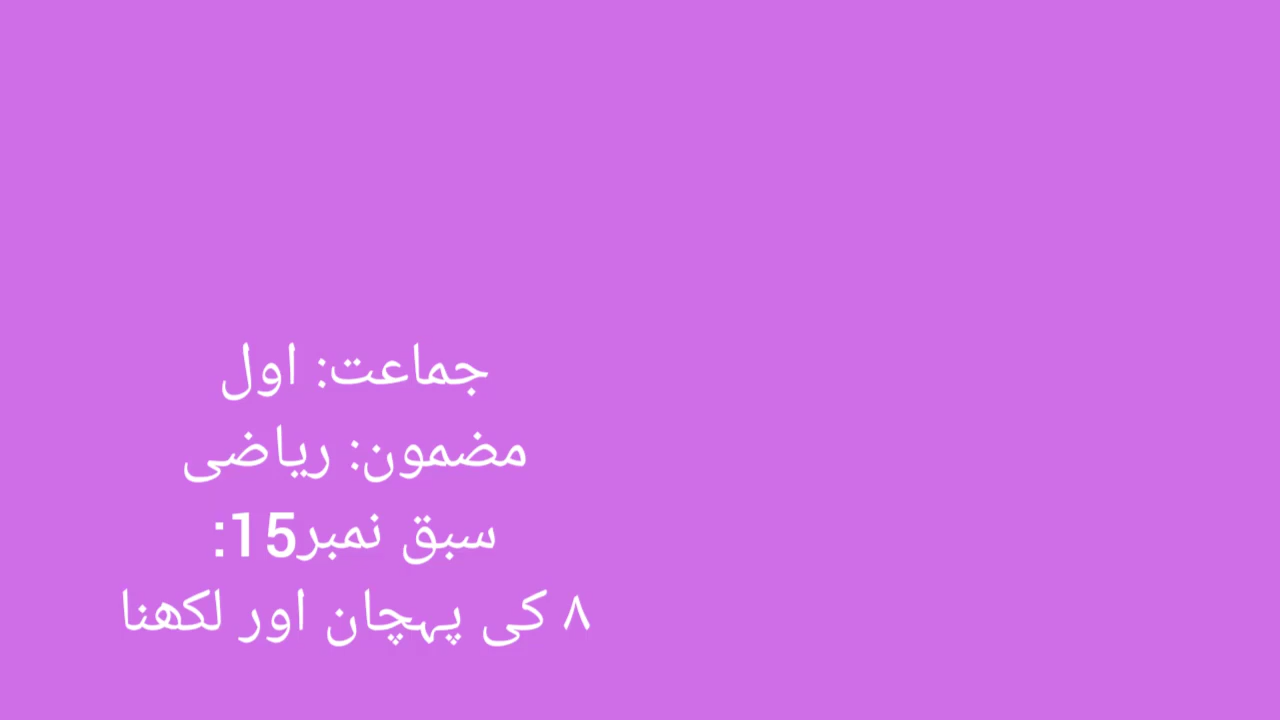 جماعت: اول
مضمون: ریاضی
سبق نمبر15:
۸ کی پہچان اور لکھنا